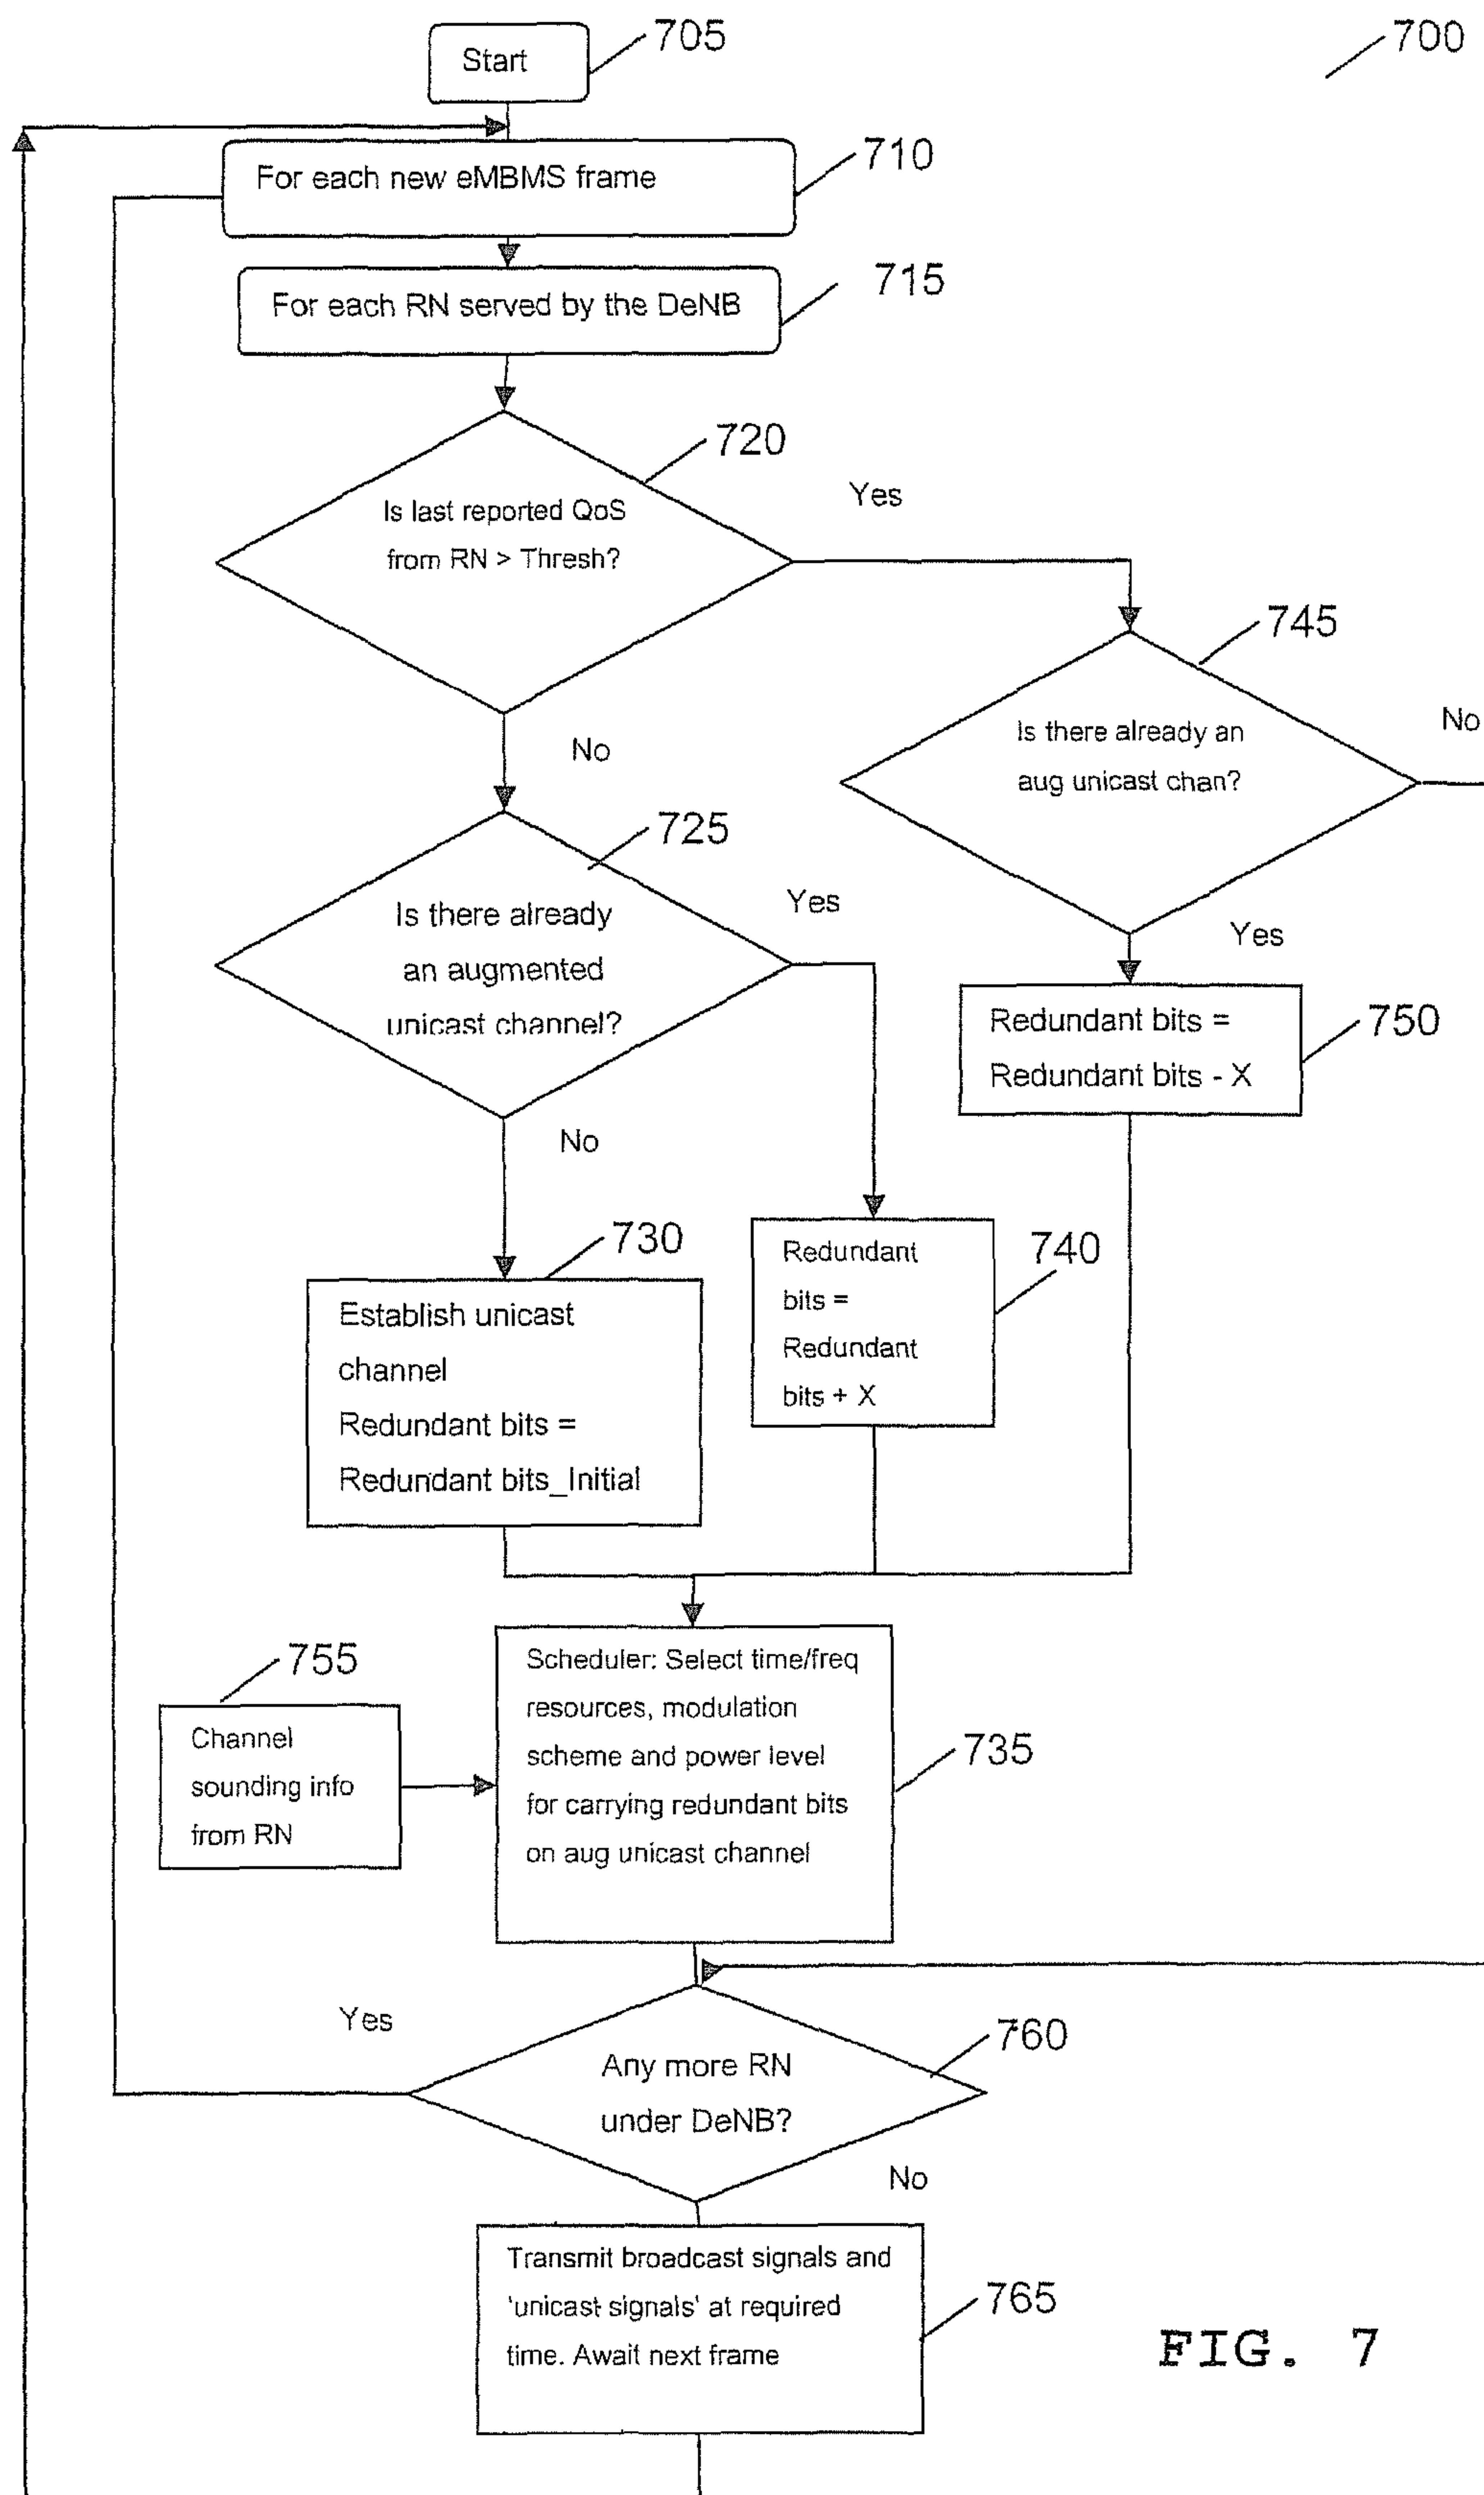 705
700
Start
710
For each new eMBMS frame
715
For each RN served by the DeNB
720
Yes
Is last reported QoS
from RN > Thresh?
745
No
Is there already an
aug unicast chan?
No
725
Yes
Is there already
an augmented
unicast channel?
Yes
750
Redundant bits =
Redundant bits - X
No
730
740
Redundant
bits =
Redundant
bits + X
Establish unicast
channel
Redundant bits =
Redundant bits_Initial
755
Channel
sounding info
from RN
Scheduler: Select time/freq
resources, modulation
scheme and power level
for carrying redundant bits
on aug unicast channel
735
Yes
760
Any more RN
under DeNB?
No
Transmit broadcast signals and
'unicast signals' at required
time. Await next frame
765
FIG. 7